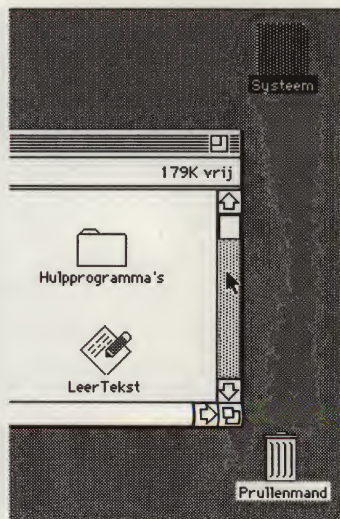 Systeem
179K vrij
Hulpprogramma's
LeerTekst
Prullenmand